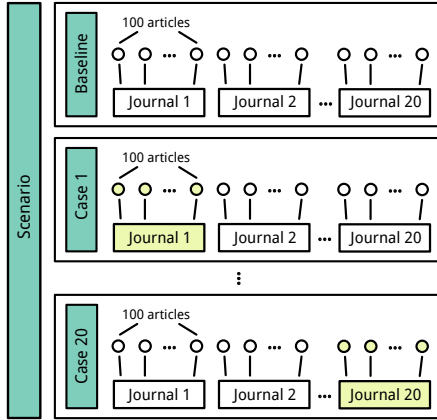 Scenario
Baseline
100 articles
... ...
Journal 1 Journal 2 ... Journal 20
Case 1
100 articles
... ...
Journal 1 Journal 2 ... Journal 20
...
Case 20
100 articles
... ... ...
Journal 1 Journal 2 ... Journal 20